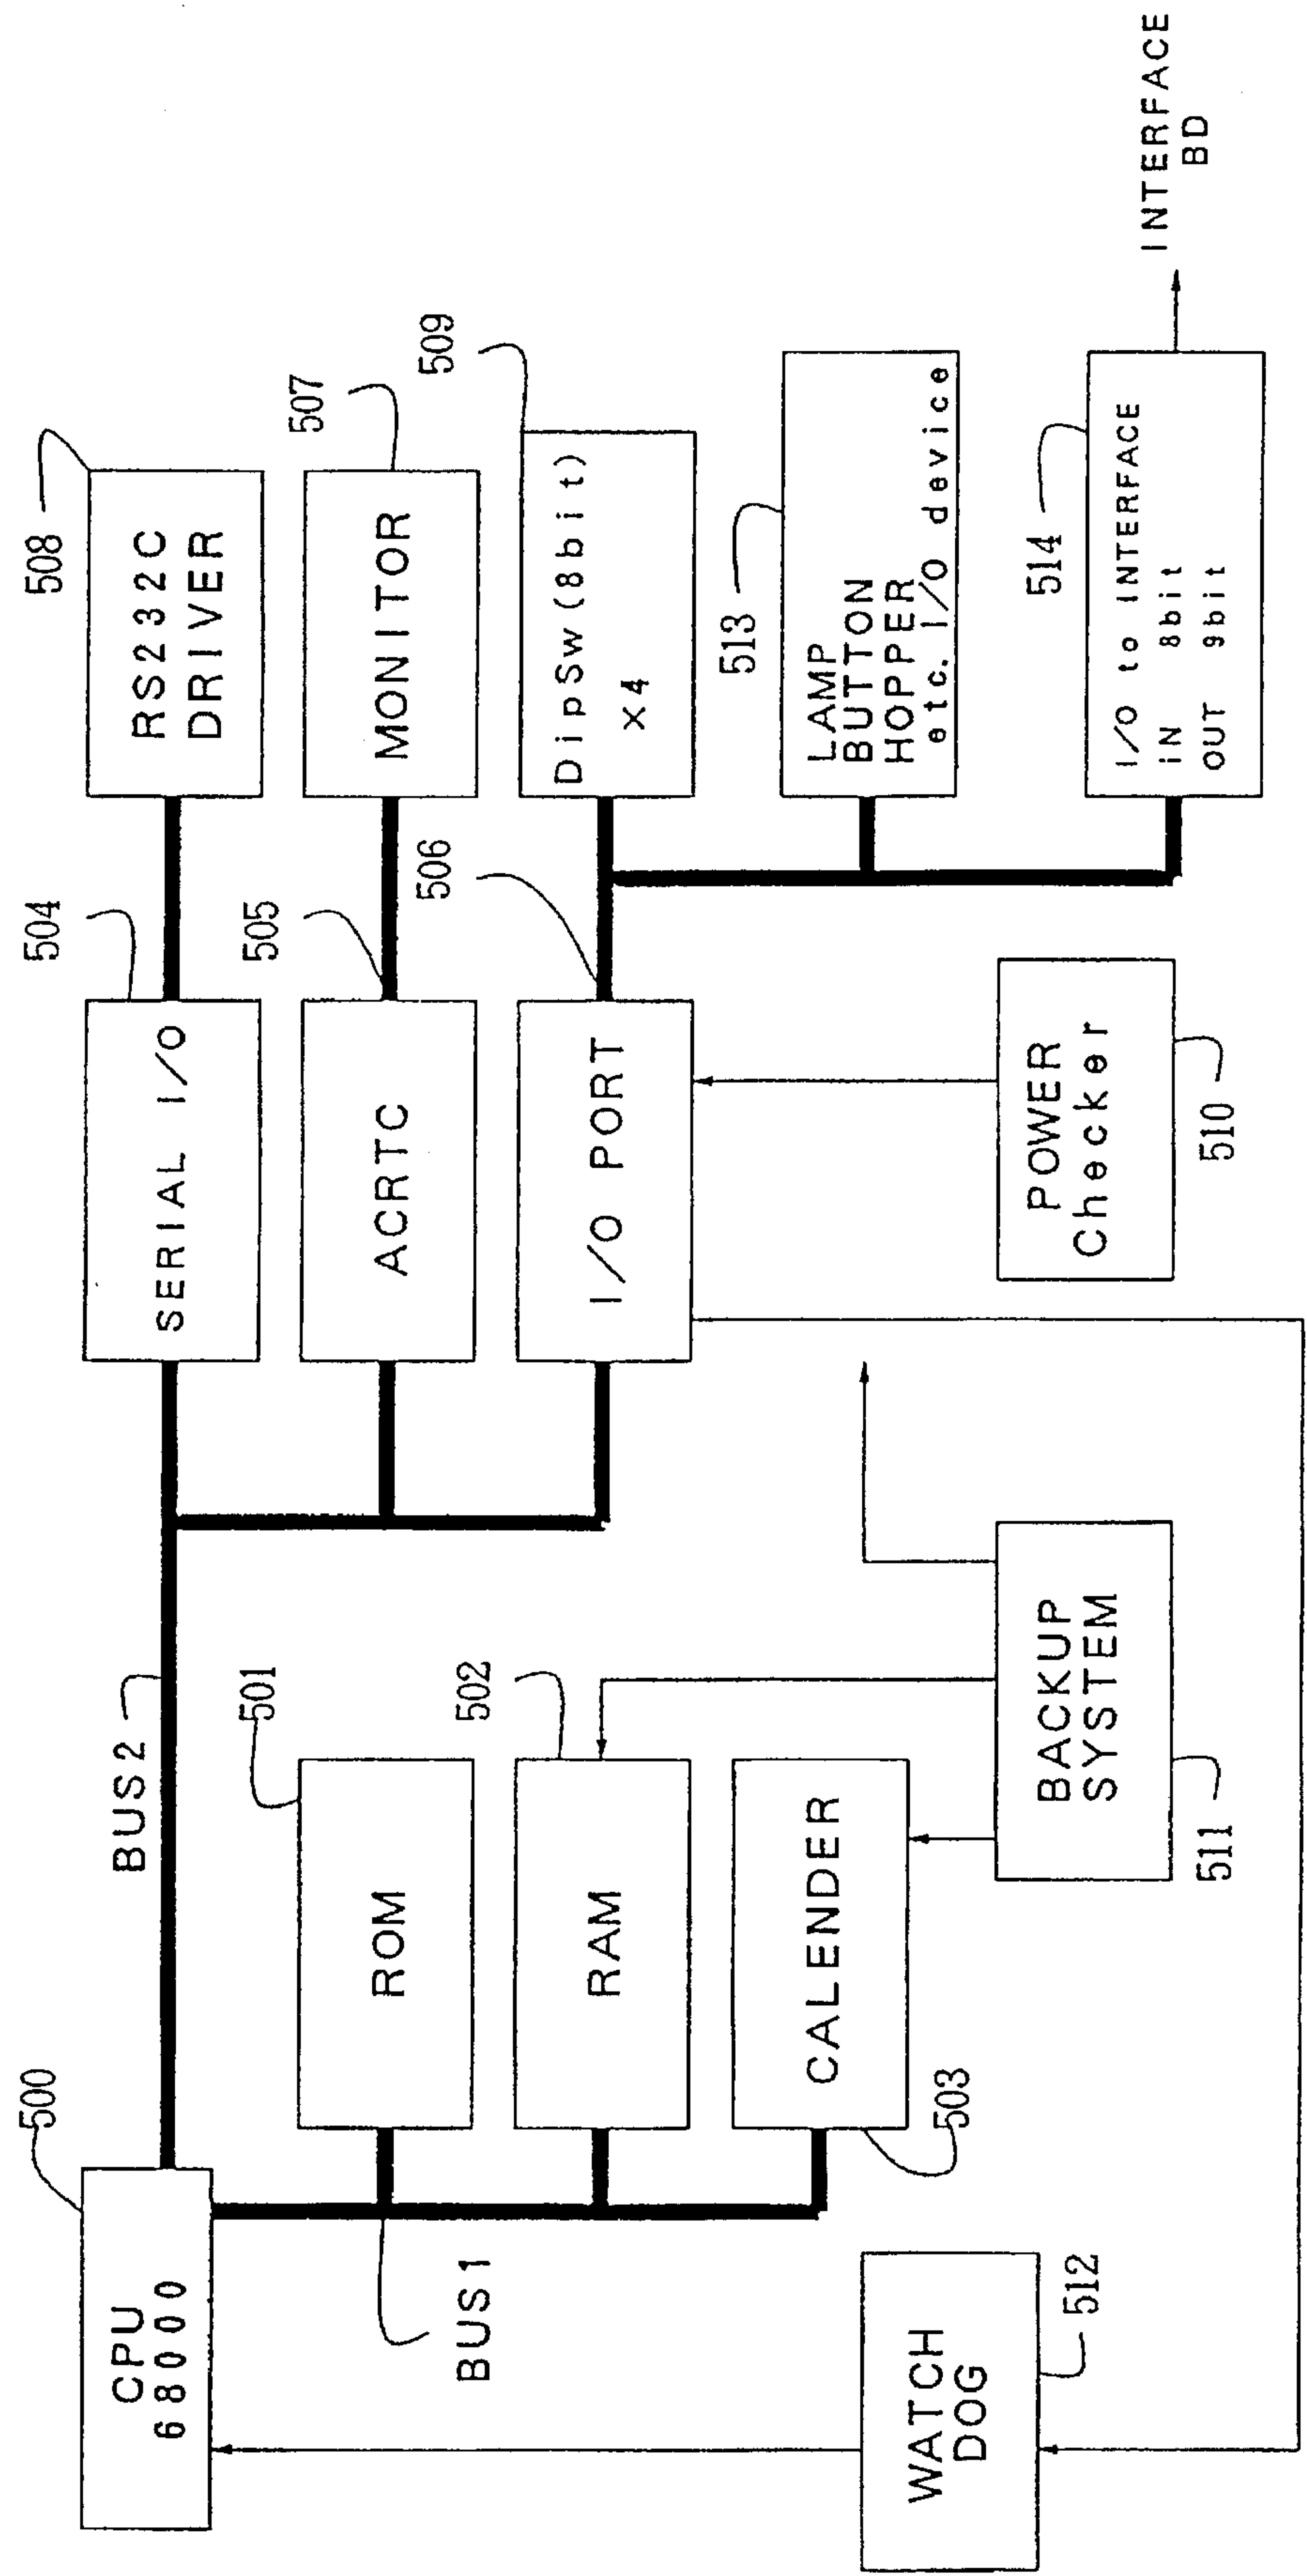 500
CPU
68000
BUS2
BUS1
501
ROM
502
RAM
CALENDER
503
WATCH
DOG
512
BACKUP
SYSTEM
511
504
SERIAL I/O
505
ACRTC
506
I/O PORT
POWER
Checker
510
508
RS232C
DRIVER
507
MONITOR
509
DipSw(8bit)
×4
513
LAMP
BUTTON
HOPPER
etc. I/O device
514
I/O to INTERFACE
IN 8bit
OUT 9bit
INTERFACE
BD